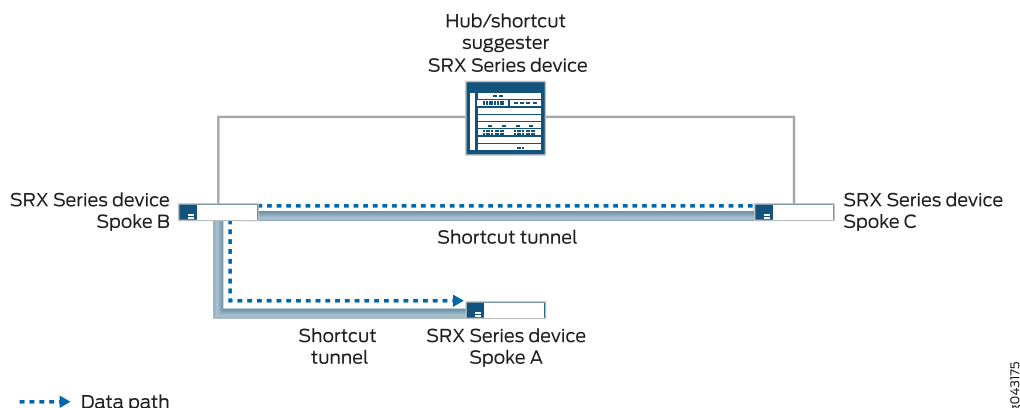 Hub/shortcut
suggester
SRX Series device
SRX Series device
Spoke B
SRX Series device
Spoke C
Shortcut tunnel
Shortcut
tunnel
SRX Series device
Spoke A
Data path
g043175